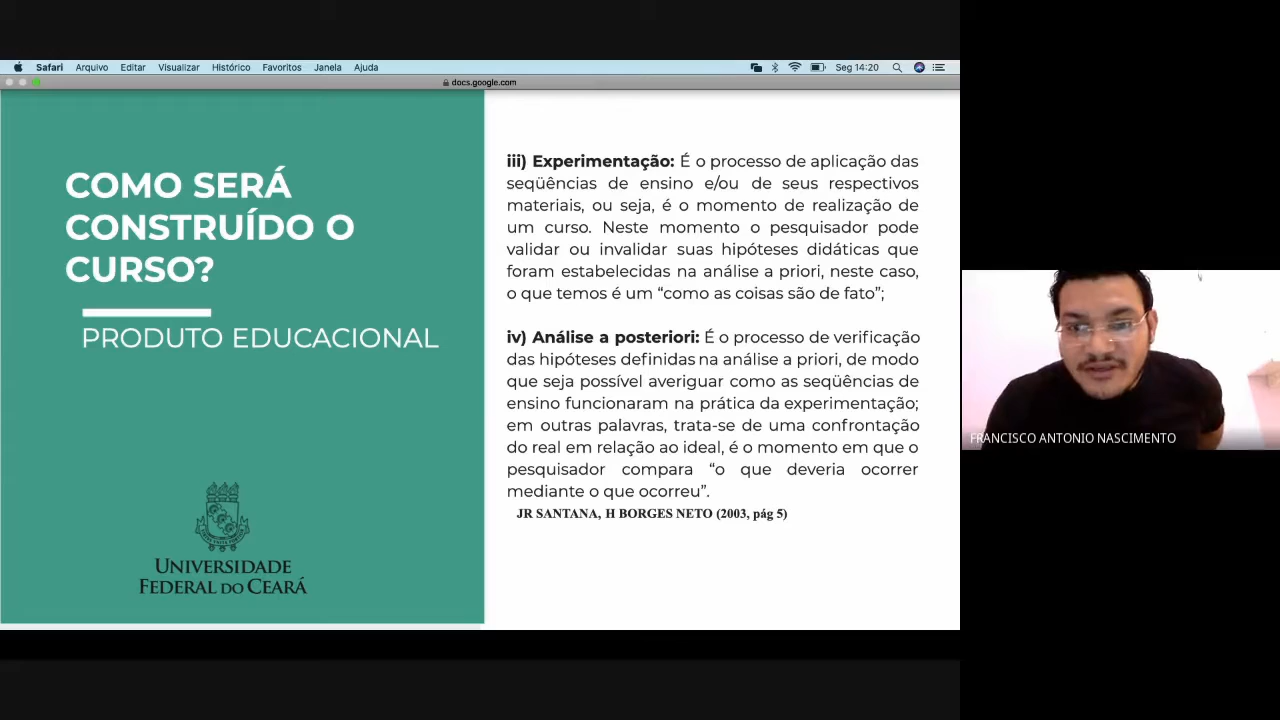 Safari Arquivo Editar Visualizar Histórico Favoritos Janela Ajuda Seg 14:20
docs.google.com
COMO SERÁ
CONSTRUÍDO O
CURSO?
PRODUTO EDUCACIONAL
UNIVERSIDADE
FEDERAL DO CEARÁ
iii) Experimentação: É o processo de aplicação das
seqüências de ensino e/ou de seus respectivos
materiais, ou seja, é o momento de realização de
um curso. Neste momento o pesquisador pode
validar ou invalidar suas hipóteses didáticas que
foram estabelecidas na análise a priori, neste caso,
o que temos é um “como as coisas são de fato”;
iv) Análise a posteriori: É o processo de verificação
das hipóteses definidas na análise a priori, de modo
que seja possível averiguar como as seqüências de
ensino funcionaram na prática da experimentação;
em outras palavras, trata-se de uma confrontação
do real em relação ao ideal, é o momento em que o
pesquisador compara “o que deveria ocorrer
mediante o que ocorreu”.
JR SANTANA, H BORGES NETO (2003, pág 5)
FRANCISCO ANTONIO NASCIMENTO